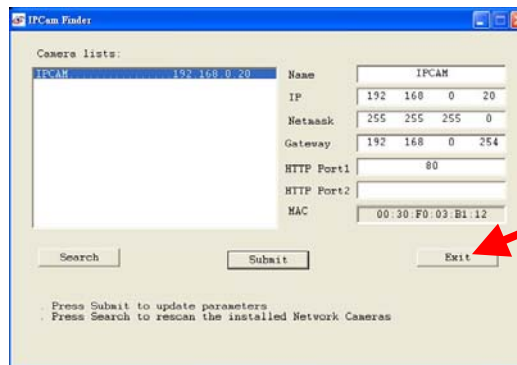 IPCam Finder
Camera lists:
IPCAM...................192.168.0.20
Name IPCAM
IP 192 168 0 20
Netmask 255 255 255 0
Gateway 192 168 0 254
HTTP Port1 80
HTTP Port2
MAC 00:30:F0:03:B1:12
Search Submit Exit
. Press Submit to update parameters
. Press Search to rescan the installed Network Cameras